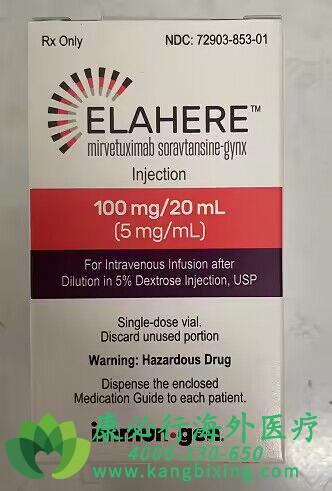 Rx Only NDC: 72903-853-01
ELAHERE™
mirvetuximab soravtansine-gynx
Injection
100 mg/20 mL
(5 mg/mL)
For Intravenous Infusion after
Dilution in 5% Dextrose Injection, USP
Single-dose vial.
Discard unused portion
Warning: Hazardous Drug
Dispense the enclosed
Medication Guide to each patient.
康必行海外医疗
4006-130-650
www.kangbixing.com